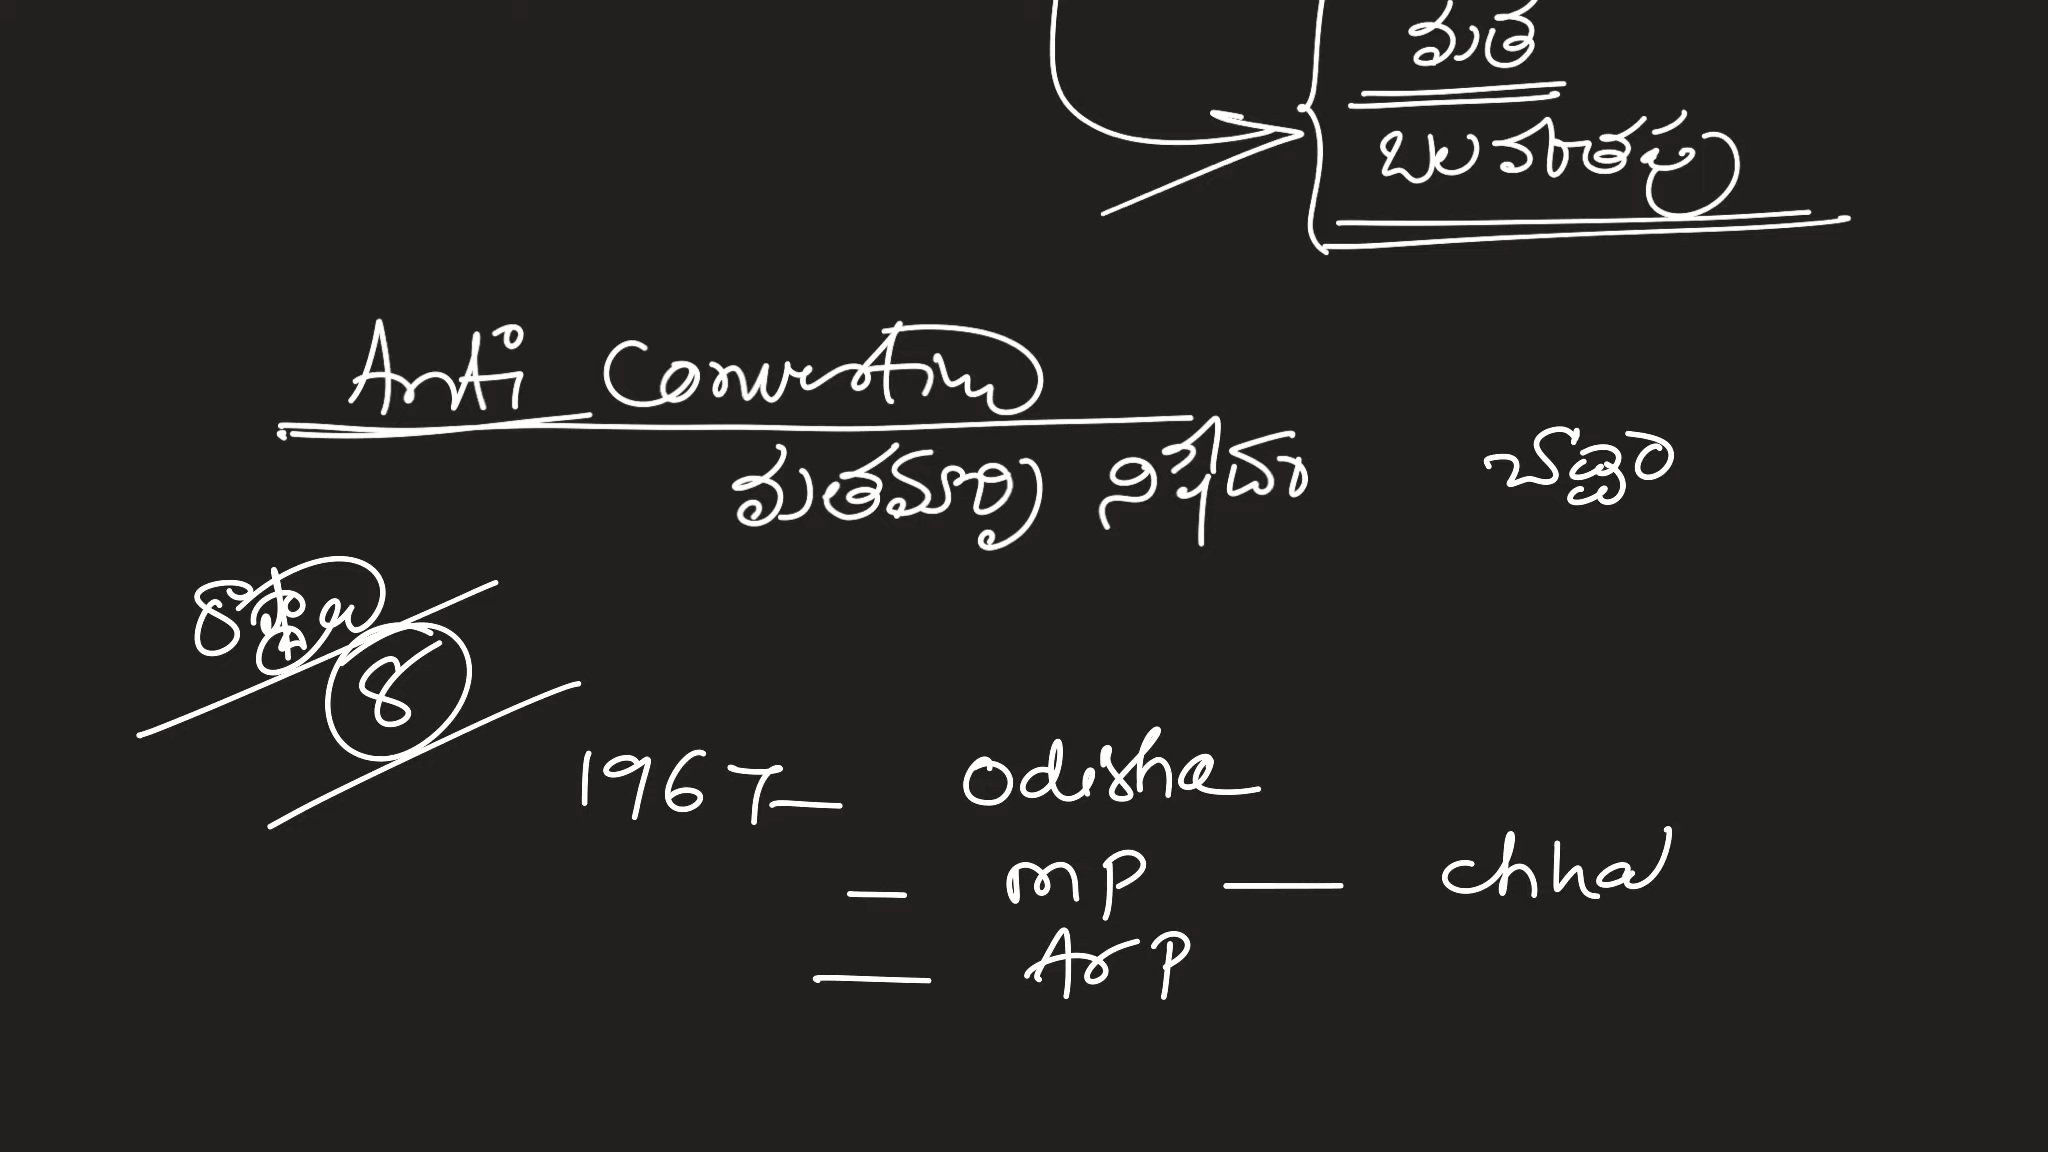 మత
బలవంతపు
Anti Conversion
మతమార్పి నిషేదం చట్టం
రాష్ట్రాలు
8
1967 — Odisha
— MP — chha
— ArP